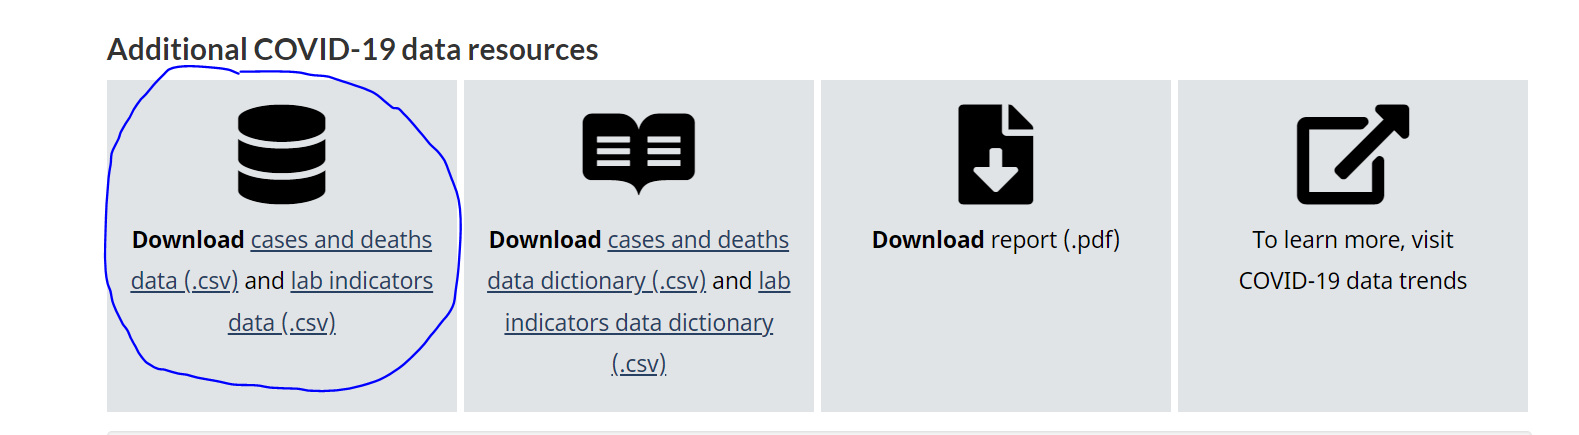 Additional COVID-19 data resources
Download cases and deaths
data (.csv) and lab indicators
data (.csv)
Download cases and deaths
data dictionary (.csv) and lab
indicators data dictionary
(.csv)
Download report (.pdf)
To learn more, visit
COVID-19 data trends